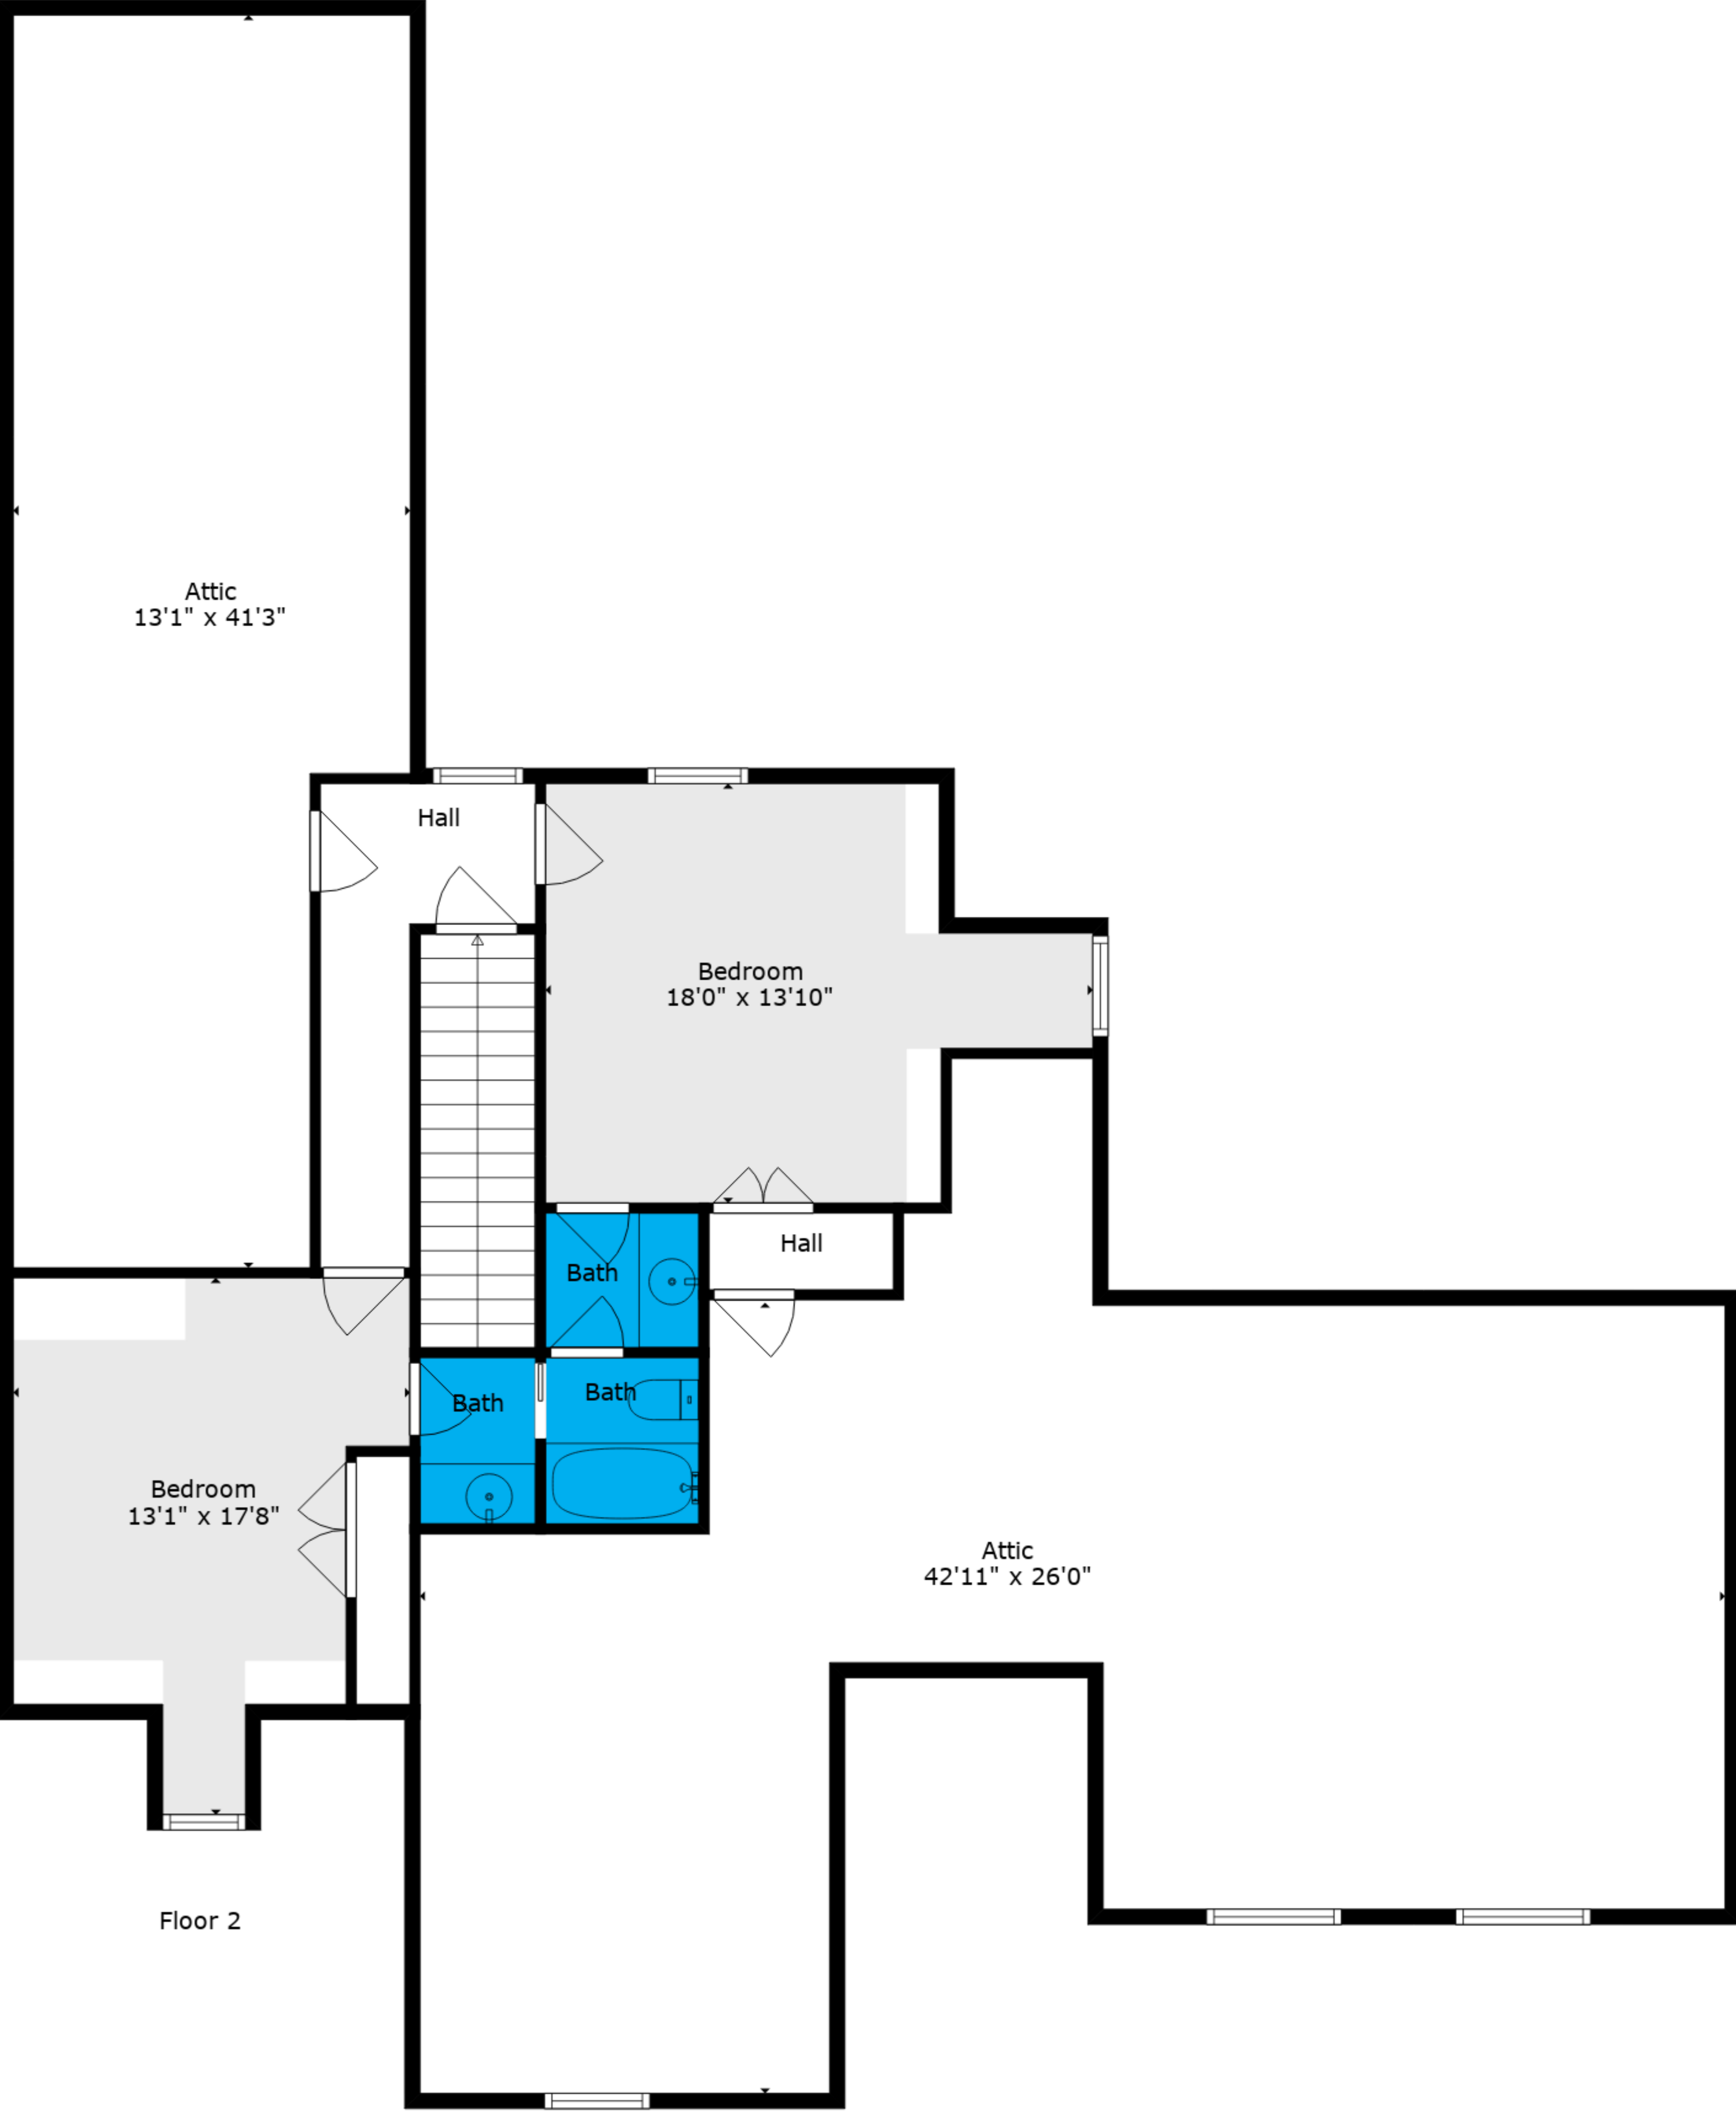 Attic
13'1" x 41'3"
Hall
Bedroom
18'0" x 13'10"
Hall
Bath
Bath
Bath
Bedroom
13'1" x 17'8"
Attic
42'11" x 26'0"
Floor 2